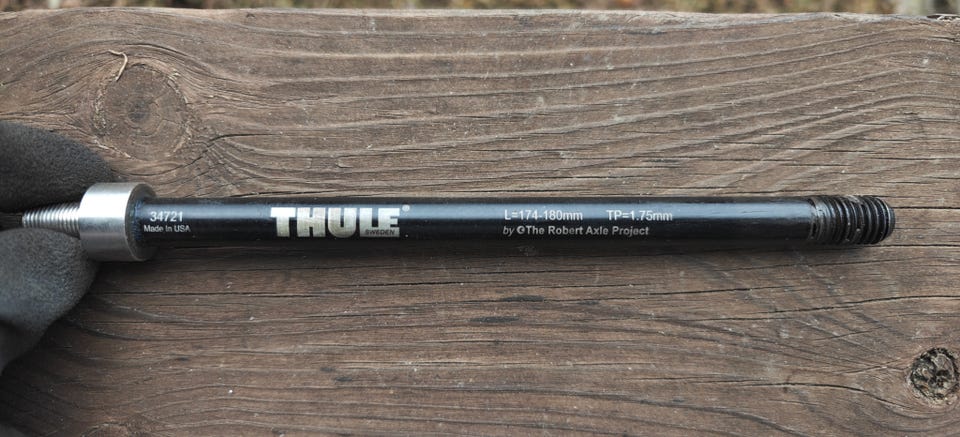 34721
Made in USA
THULE®
SWEDEN
L=174-180mm TP=1.75mm
by The Robert Axle Project